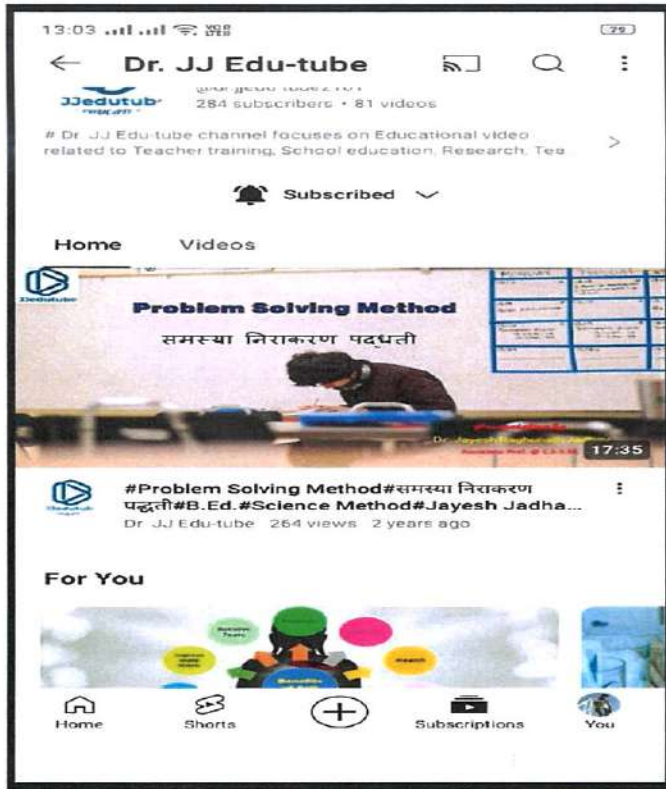 13:03
79
Dr. JJ Edu-tube
JJedutub
284 subscribers • 81 videos
# Dr. JJ Edu-tube channel focuses on Educational video
related to Teacher training, School education, Research, Tea
Subscribed
Home Videos
JJedutube
Problem Solving Method
समस्या निराकरण पद्धती
17:35
#Problem Solving Method#समस्या निराकरण
पद्धती#B.Ed.#Science Method#Jayesh Jadha...
Dr. JJ Edu-tube 264 views 2 years ago
For You
Health
Benefits
Home Shorts Subscriptions You